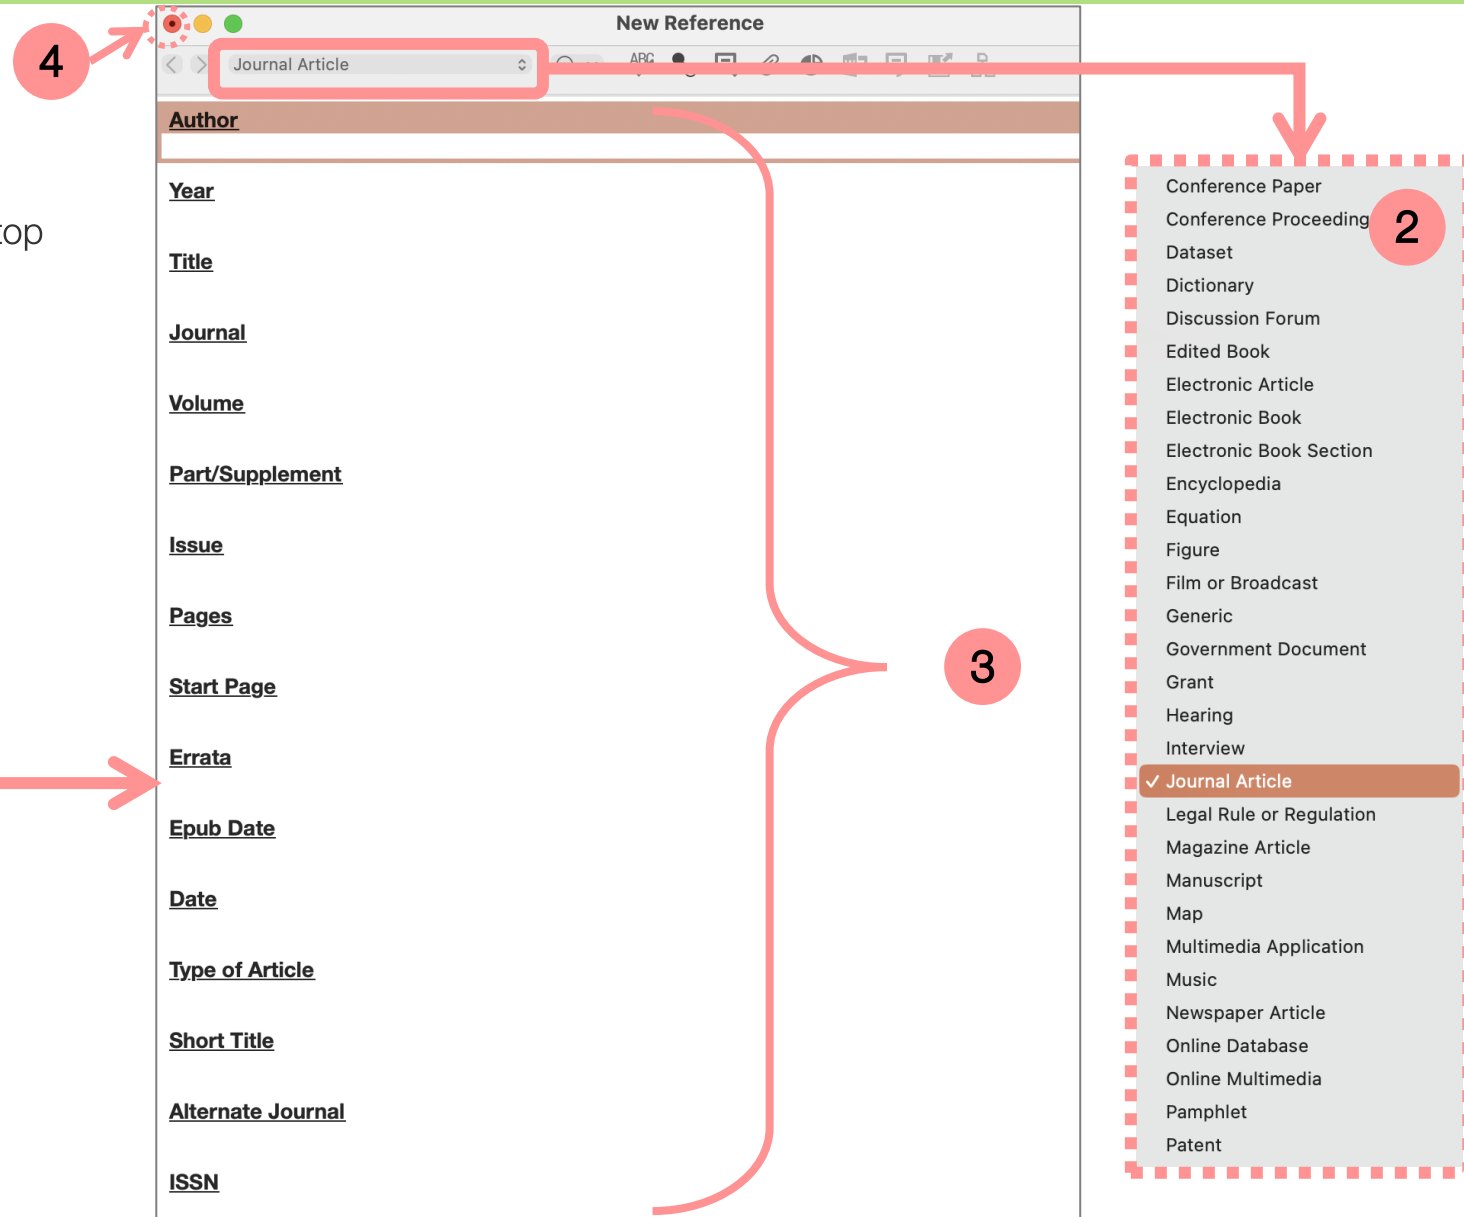 New Reference
4
Journal Article
ABC
Author
Year
top
Title
Journal
Volume
Part/Supplement
Issue
Pages
3
Start Page
Errata
Epub Date
Date
Type of Article
Short Title
Alternate Journal
ISSN
Conference Paper
Conference Proceeding
2
Dataset
Dictionary
Discussion Forum
Edited Book
Electronic Article
Electronic Book
Electronic Book Section
Encyclopedia
Equation
Figure
Film or Broadcast
Generic
Government Document
Grant
Hearing
Interview
✓ Journal Article
Legal Rule or Regulation
Magazine Article
Manuscript
Map
Multimedia Application
Music
Newspaper Article
Online Database
Online Multimedia
Pamphlet
Patent